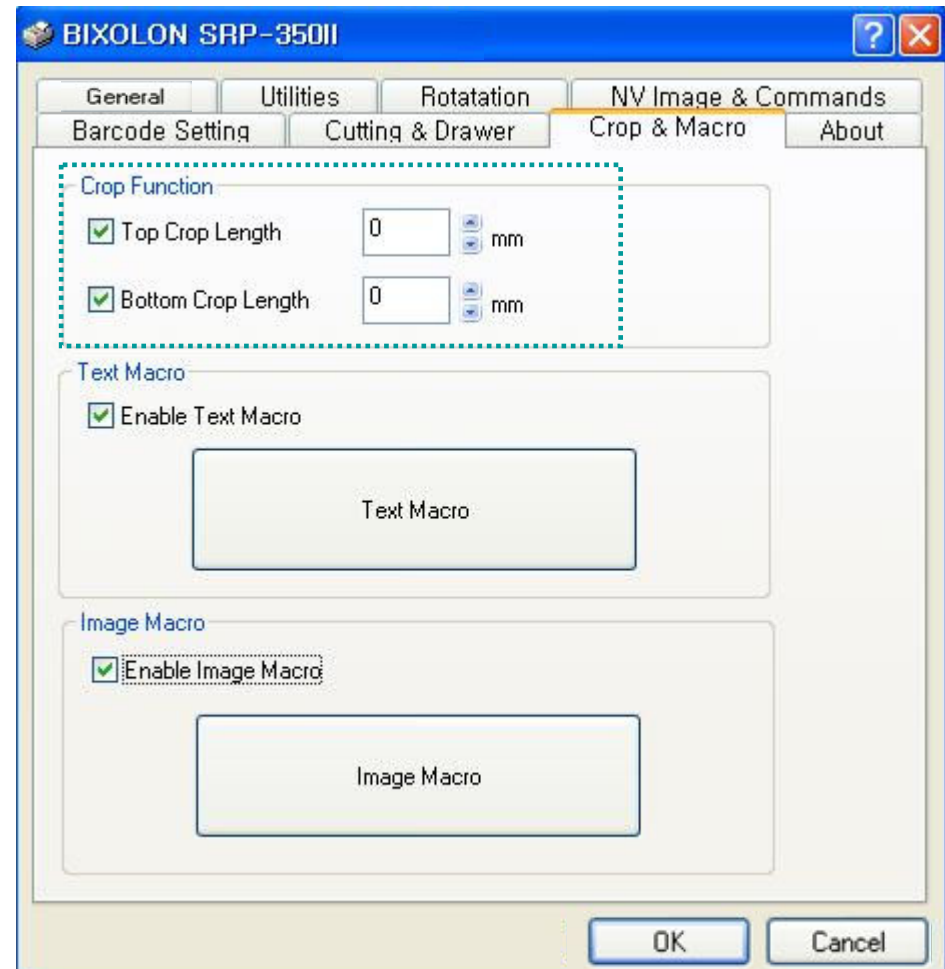 BIXOLON SRP-350II
General Utilities Rotatation NV Image & Commands
Barcode Setting Cutting & Drawer Crop & Macro About
Crop Function
Top Crop Length 0 mm
Bottom Crop Length 0 mm
Text Macro
Enable Text Macro
Text Macro
Image Macro
Enable Image Macro
Image Macro
OK Cancel